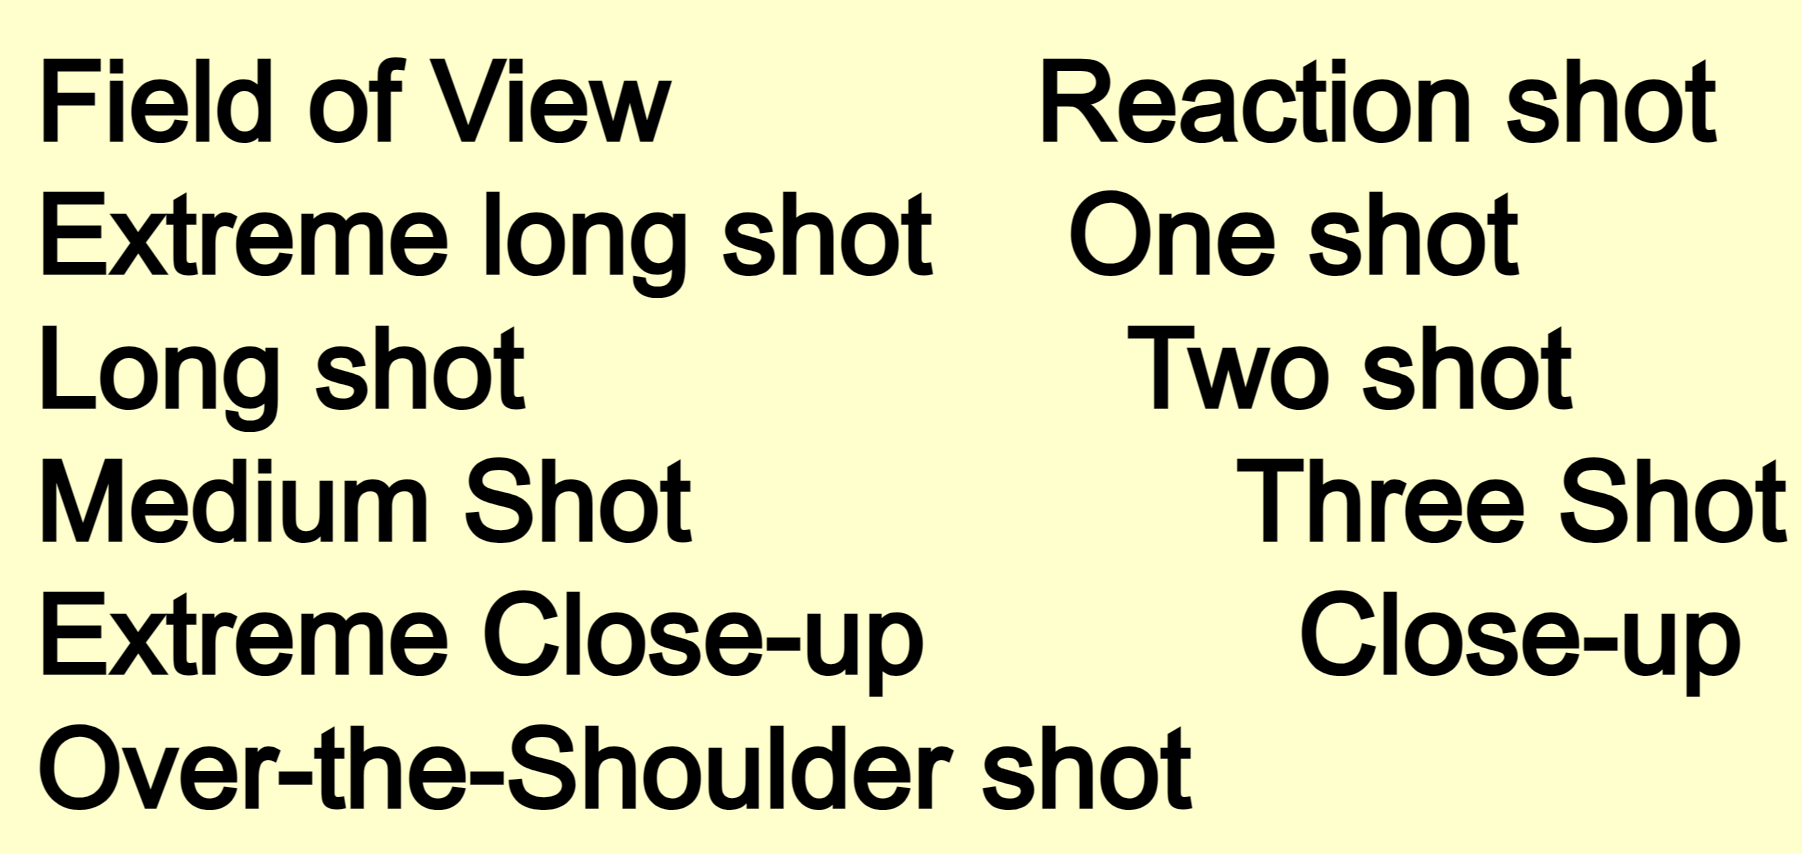 Field of View Reaction shot
Extreme long shot One shot
Long shot Two shot
Medium Shot Three Shot
Extreme Close-up Close-up
Over-the-Shoulder shot